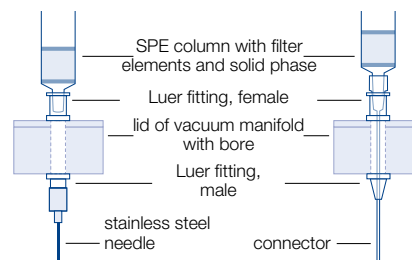 SPE column with filter
elements and solid phase
Luer fitting, female
lid of vacuum manifold
with bore
Luer fitting,
male
stainless steel
needle
connector